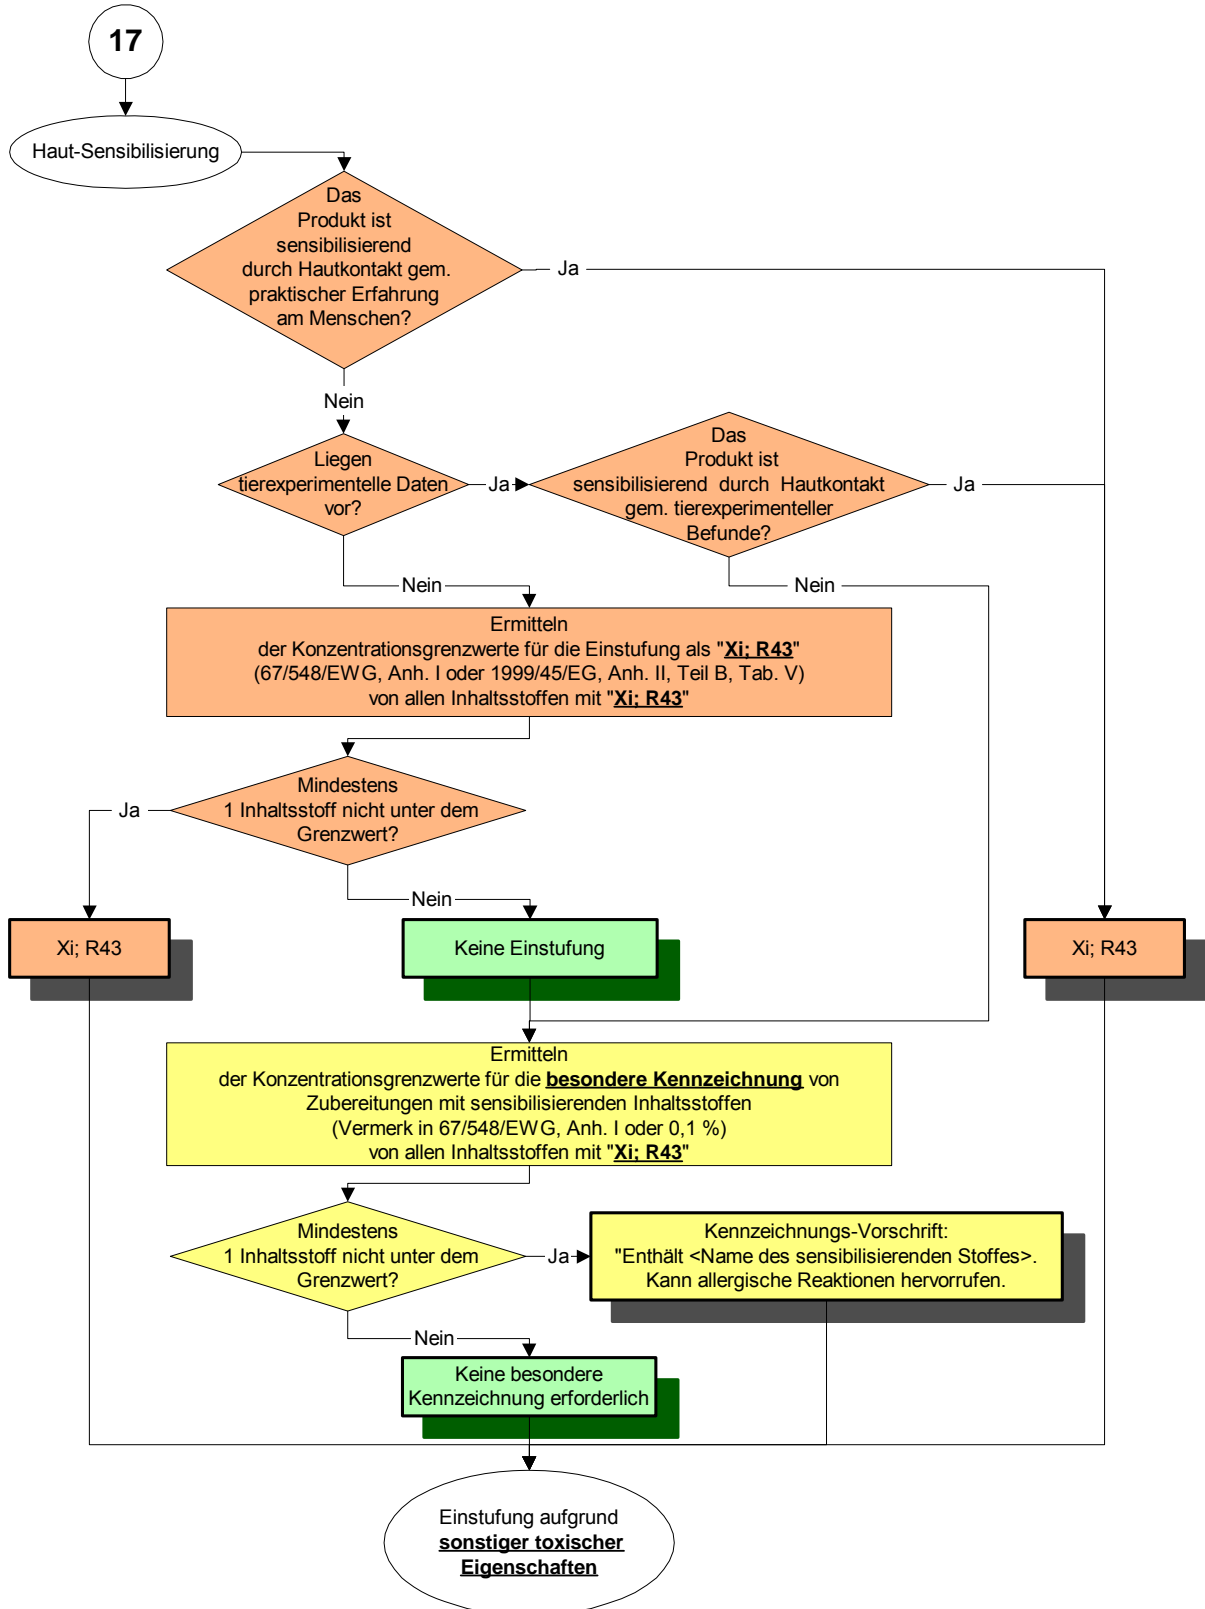 17
Haut-Sensibilisierung
Das
Produkt ist
sensibilisierend
durch Hautkontakt gem.
praktischer Erfahrung
am Menschen?
Ja
Nein
Liegen
tierexperimentelle Daten
vor?
Ja
Das
Produkt ist
sensibilisierend durch Hautkontakt
gem. tierexperimenteller
Befunde?
Ja
Nein
Nein
Ermitteln
der Konzentrationsgrenzwerte für die Einstufung als "Xi; R43"
(67/548/EWG, Anh. I oder 1999/45/EG, Anh. II, Teil B, Tab. V)
von allen Inhaltsstoffen mit "Xi; R43"
Mindestens
1 Inhaltsstoff nicht unter dem
Grenzwert?
Ja
Nein
Xi; R43
Keine Einstufung
Xi; R43
Ermitteln
der Konzentrationsgrenzwerte für die besondere Kennzeichnung von
Zubereitungen mit sensibilisierenden Inhaltsstoffen
(Vermerk in 67/548/EWG, Anh. I oder 0,1 %)
von allen Inhaltsstoffen mit "Xi; R43"
Mindestens
1 Inhaltsstoff nicht unter dem
Grenzwert?
Ja
Kennzeichnungs-Vorschrift:
"Enthält <Name des sensibilisierenden Stoffes>.
Kann allergische Reaktionen hervorrufen.
Nein
Keine besondere
Kennzeichnung erforderlich
Einstufung aufgrund
sonstiger toxischer
Eigenschaften